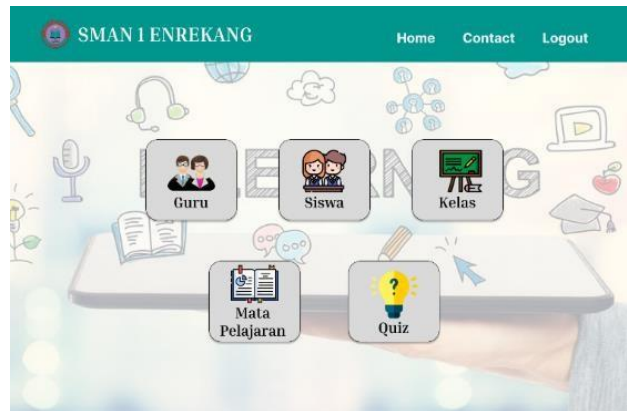 SMAN 1 ENREKANG
Home Contact Logout
Guru
Siswa
Kelas
Mata
Pelajaran
Quiz